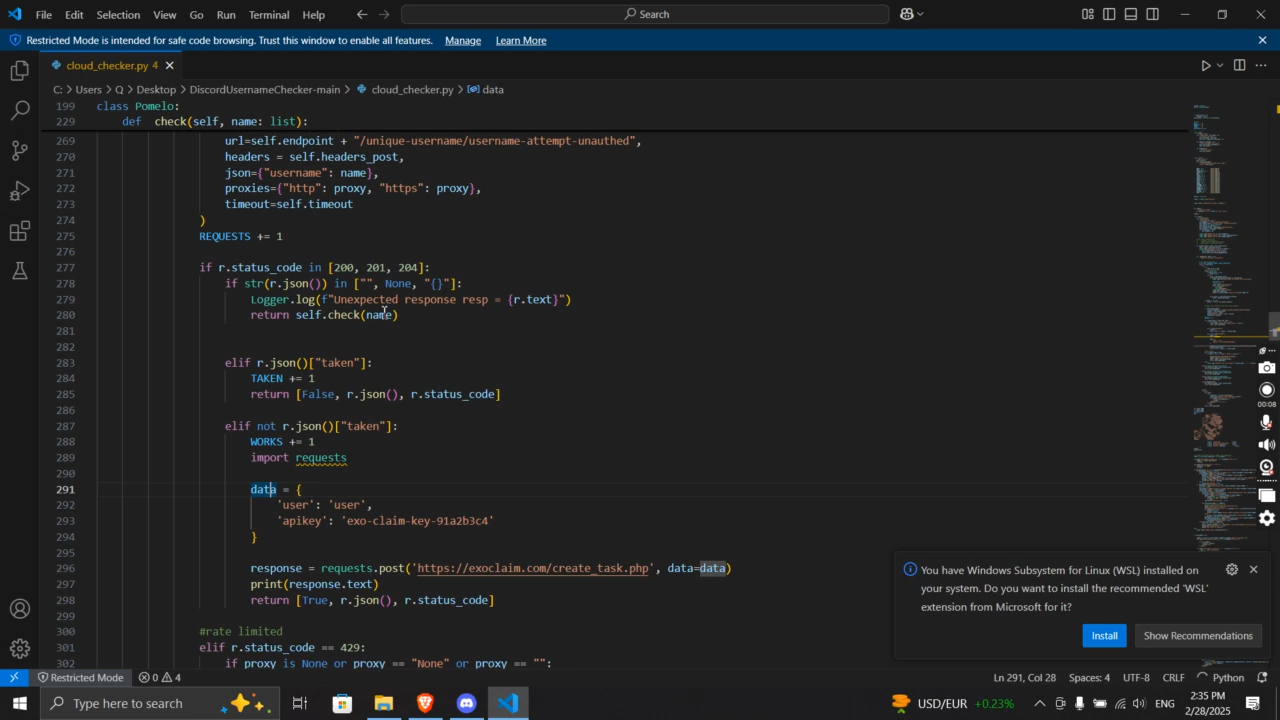 File Edit Selection View Go Run Terminal Help
Search
Restricted Mode is intended for safe code browsing. Trust this window to enable all features. Manage Learn More
cloud_checker.py 4
C: > Users > Q > Desktop > DiscordUsernameChecker-main > cloud_checker.py > data
199 class Pomelo:
229 def check(self, name: list):
269 url=self.endpoint + "/unique-username/username-attempt-unauthed",
270 headers = self.headers_post,
271 json={"username": name},
272 proxies={"http": proxy, "https": proxy},
273 timeout=self.timeout
274 )
275 REQUESTS += 1
276
277 if r.status_code in [200, 201, 204]:
278 if str(r.json()) in ["", None, "{}"]:
279 Logger.log(f"Unexpected response resp = {r.text}")
280 return self.check(name)
281
282
283 elif r.json()["taken"]:
284 TAKEN += 1
285 return [False, r.json(), r.status_code]
286
287 elif not r.json()["taken"]:
288 WORKS += 1
289 import requests
290
291 data = {
292 'user': 'user',
293 'apikey': 'exo-claim-key-91a2b3c4'
294 }
295
296 response = requests.post('https://exoclaim.com/create_task.php', data=data)
297 print(response.text)
298 return [True, r.json(), r.status_code]
299
300 #rate limited
301 elif r.status_code == 429:
302 if proxy is None or proxy == "None" or proxy == "":
00:08
You have Windows Subsystem for Linux (WSL) installed on
your system. Do you want to install the recommended 'WSL'
extension from Microsoft for it?
Install Show Recommendations
Restricted Mode 0 4 Ln 291, Col 28 Spaces: 4 UTF-8 CRLF Python
Type here to search USD/EUR +0.23% ENG 2:35 PM
2/28/2025